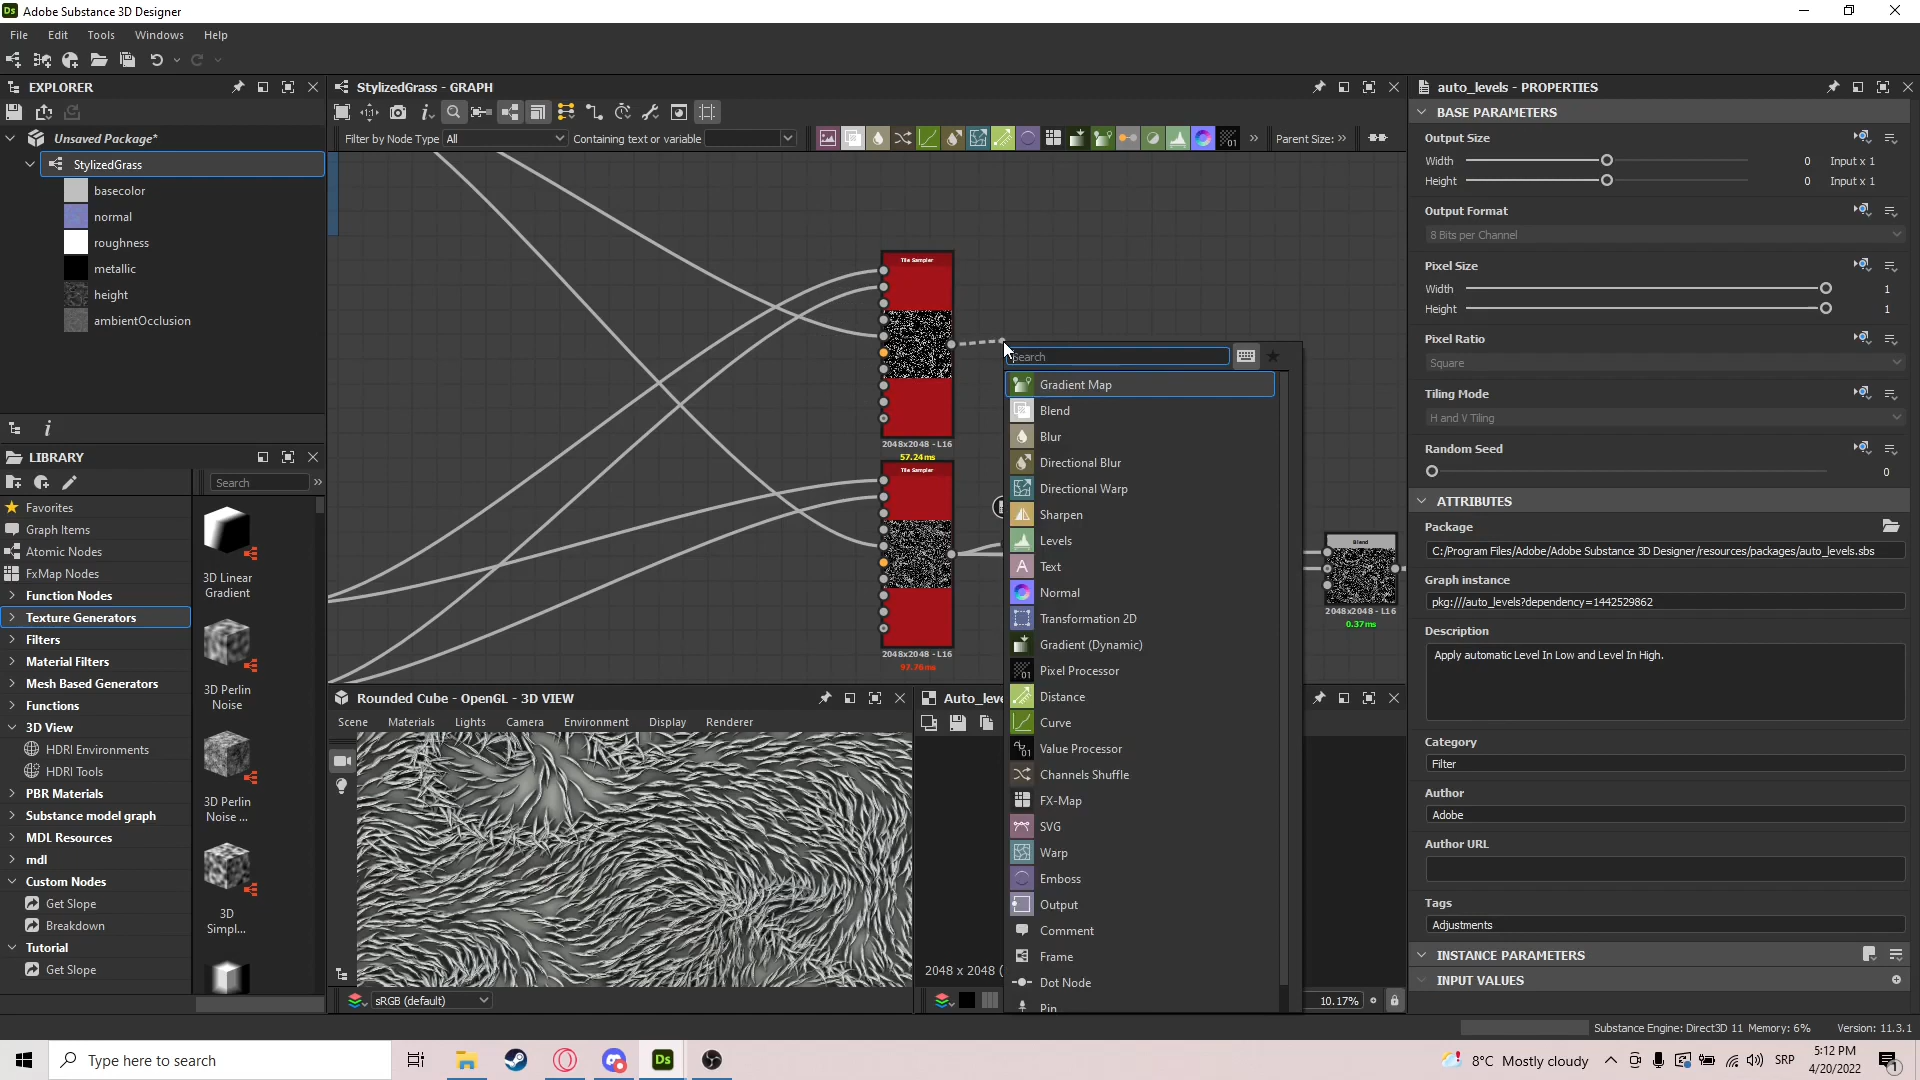 Adobe Substance 3D Designer
File Edit Tools Windows Help
EXPLORER
Unsaved Package*
StylizedGrass
basecolor
normal
roughness
metallic
height
ambientOcclusion
LIBRARY
Search
Favorites
Graph Items
Atomic Nodes
FxMap Nodes
Function Nodes
Texture Generators
Filters
Material Filters
Mesh Based Generators
Functions
3D View
HDRI Environments
HDRI Tools
PBR Materials
Substance model graph
MDL Resources
mdl
Custom Nodes
Get Slope
Breakdown
Tutorial
Get Slope
3D Linear
Gradient
3D Perlin
Noise
3D Perlin
Noise ...
3D
Simpl...
StylizedGrass - GRAPH
Filter by Node Type All Containing text or variable
Parent Size:
Tile Sampler
2048x2048 - L16
57.24ms
Tile Sampler
2048x2048 - L16
97.76ms
Blend
2048x2048 - L16
0.37ms
Search
Gradient Map
Blend
Blur
Directional Blur
Directional Warp
Sharpen
Levels
Text
Normal
Transformation 2D
Gradient (Dynamic)
Pixel Processor
Distance
Curve
Value Processor
Channels Shuffle
FX-Map
SVG
Warp
Emboss
Output
Comment
Frame
Dot Node
Pin
Rounded Cube - OpenGL - 3D VIEW
Scene Materials Lights Camera Environment Display Renderer
sRGB (default)
Auto_leve
2048 x 2048 (
10.17%
auto_levels - PROPERTIES
BASE PARAMETERS
Output Size
Width 0 Input x 1
Height 0 Input x 1
Output Format
8 Bits per Channel
Pixel Size
Width 1
Height 1
Pixel Ratio
Square
Tiling Mode
H and V Tiling
Random Seed
0
ATTRIBUTES
Package
C:/Program Files/Adobe/Adobe Substance 3D Designer/resources/packages/auto_levels.sbs
Graph instance
pkg:///auto_levels?dependency=1442529862
Description
Apply automatic Level In Low and Level In High.
Category
Filter
Author
Adobe
Author URL
Tags
Adjustments
INSTANCE PARAMETERS
INPUT VALUES
Substance Engine: Direct3D 11 Memory: 6% Version: 11.3.1
Type here to search
8°C Mostly cloudy
SRP
5:12 PM
4/20/2022
1